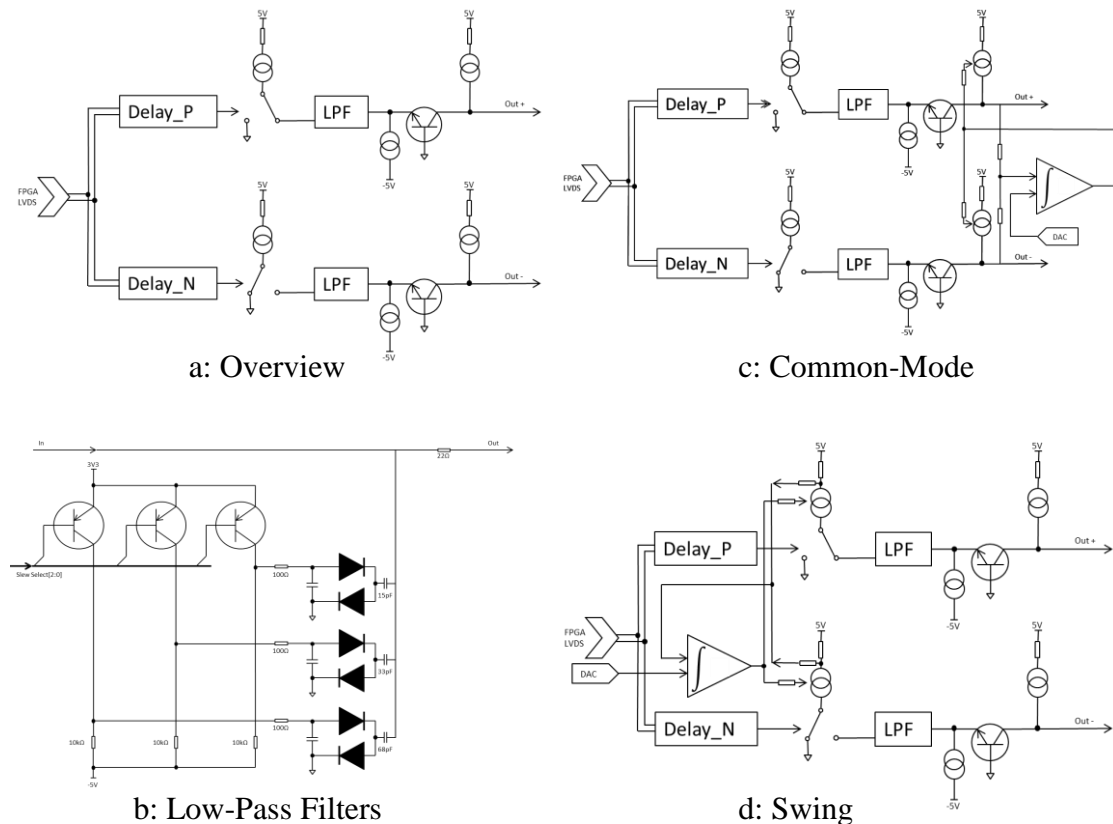 5V
5V
Delay_P
LPF
Out +
-5V
FPGA
LVDS
5V
5V
Delay_N
LPF
Out -
-5V
a: Overview
5V
5V
Delay_P
LPF
Out +
-5V
5V
FPGA
LVDS
5V
∫
DAC
Delay_N
LPF
Out -
-5V
c: Common-Mode
In
Out
22Ω
3V3
Slew Select[2:0]
100Ω
15pF
100Ω
33pF
100Ω
68pF
10kΩ
10kΩ
10kΩ
-5V
b: Low-Pass Filters
5V
5V
Delay_P
LPF
Out +
-5V
FPGA
LVDS
DAC
∫
5V
5V
Delay_N
LPF
Out -
-5V
d: Swing